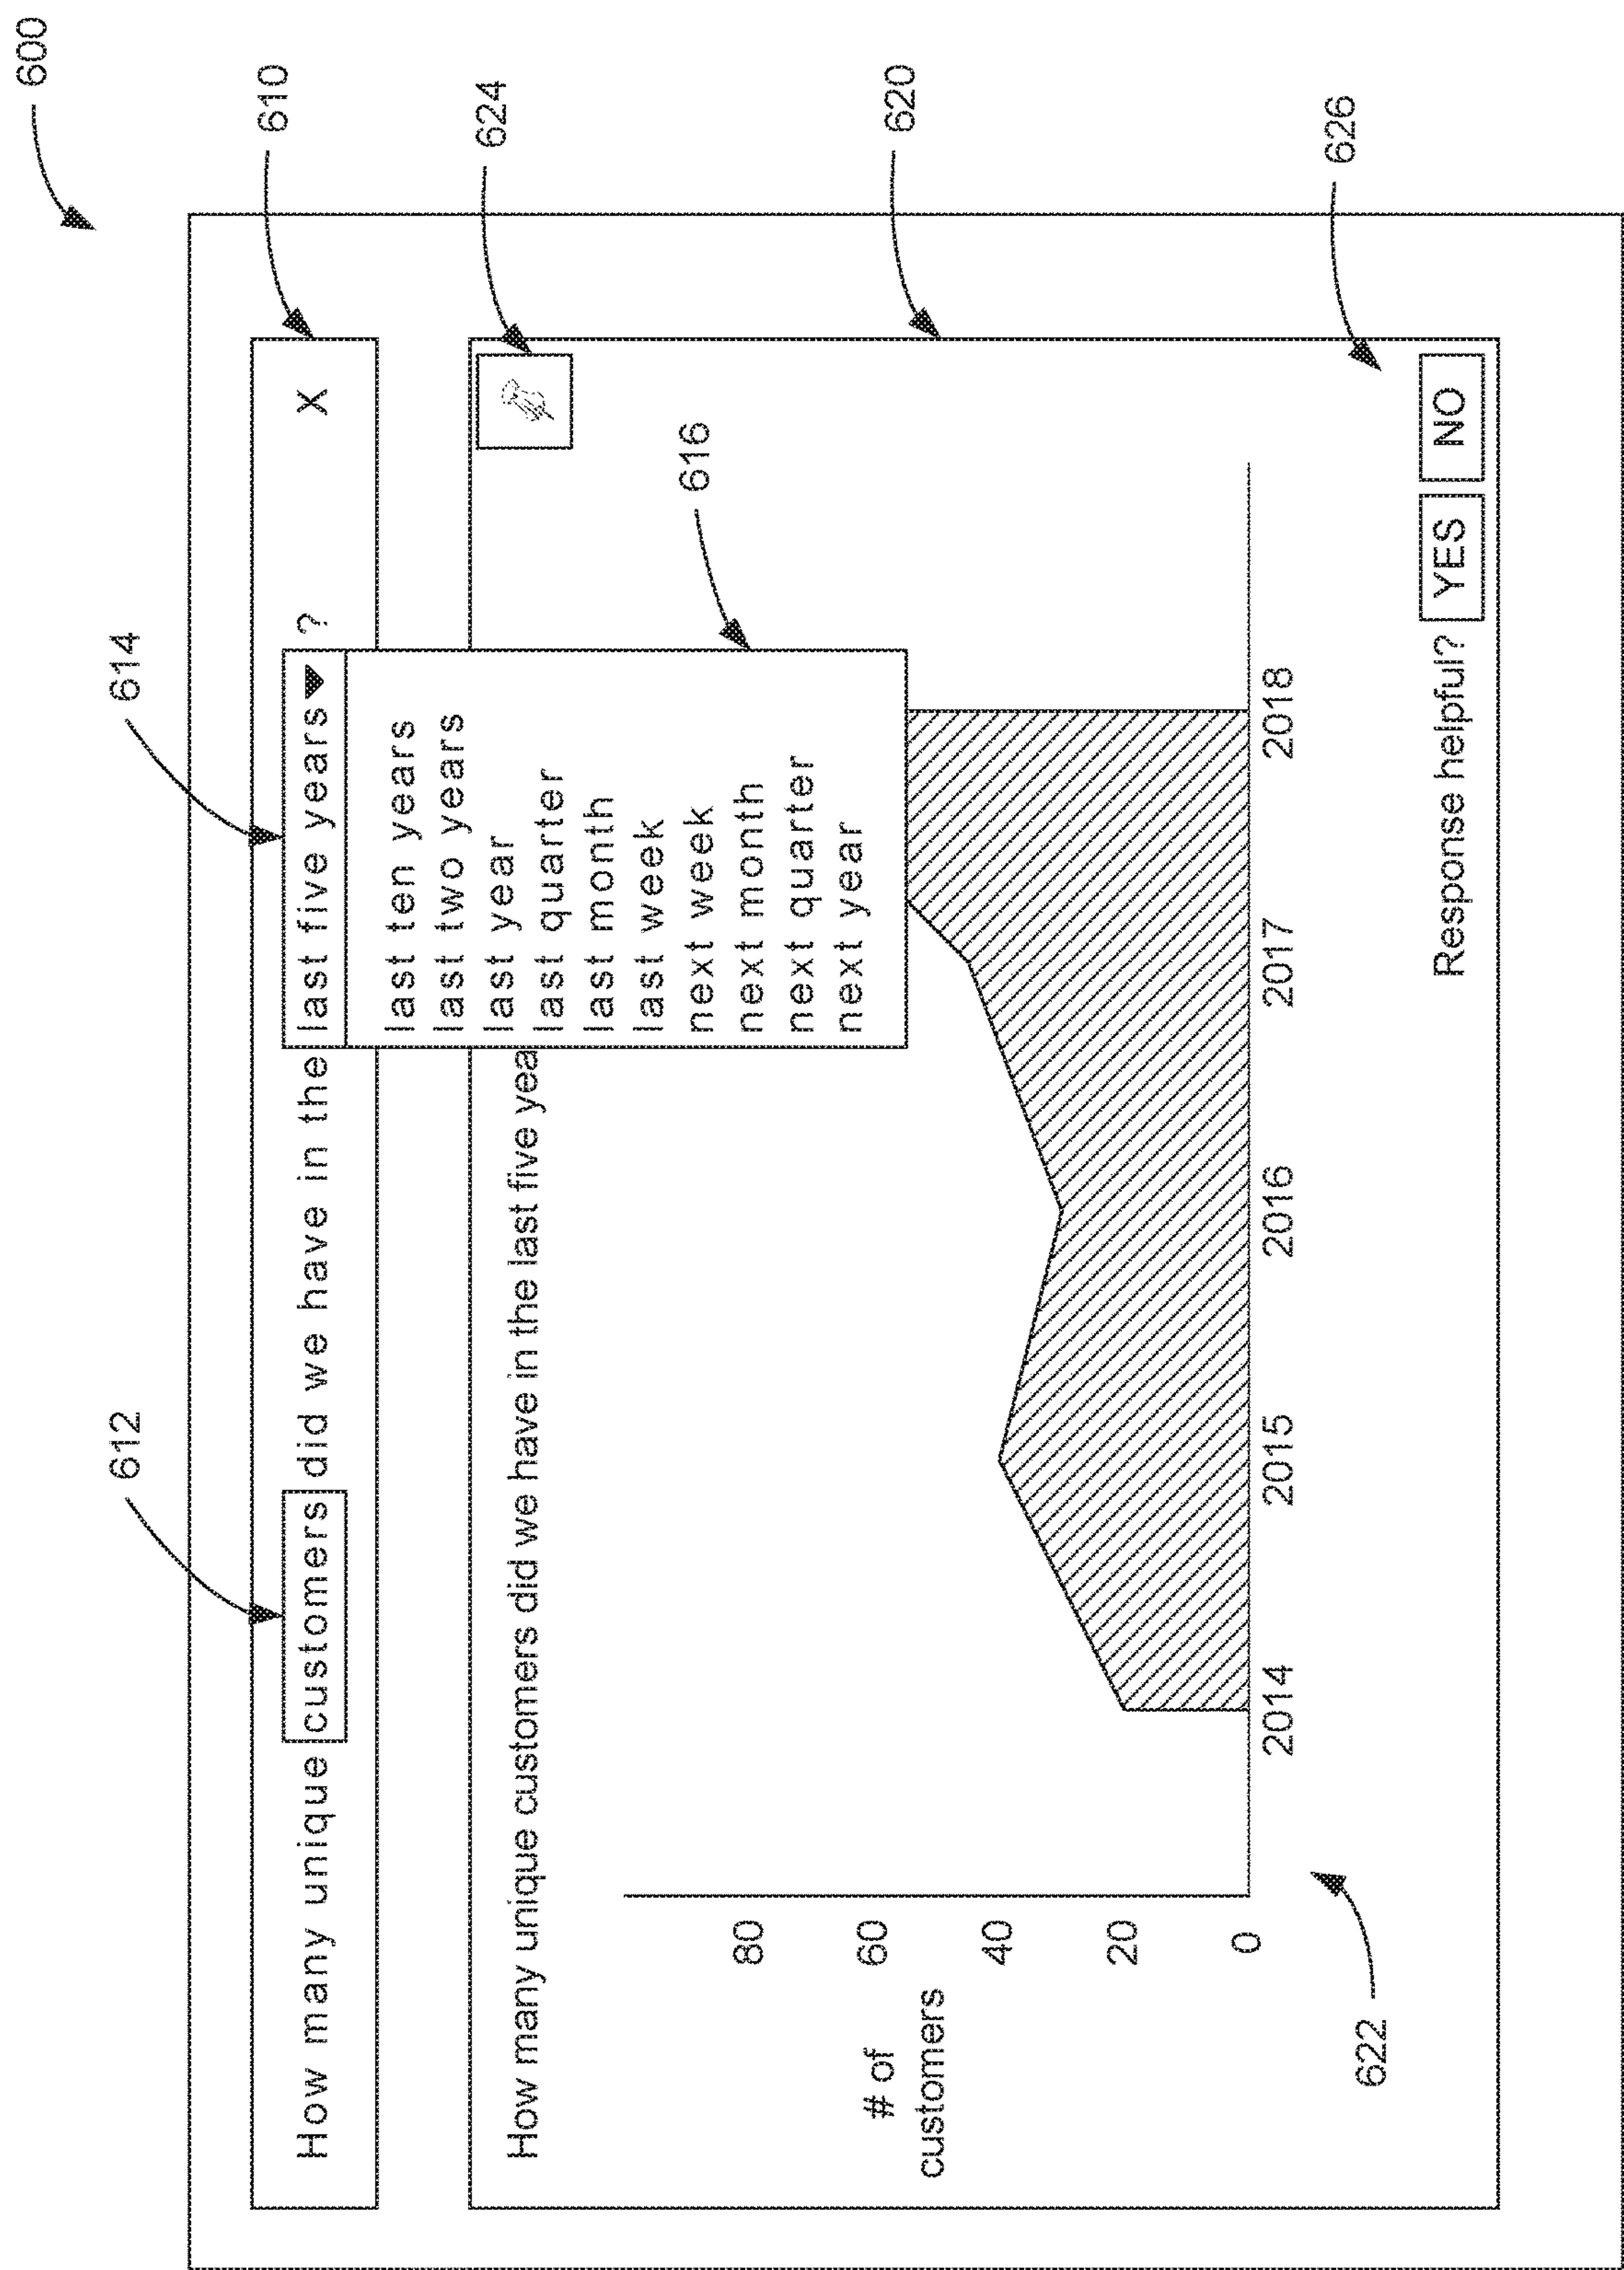 600
610
612
614
How many unique customers did we have in the last five years ? X
624
How many unique customers did we have in the last five yea
616
last ten years
last two years
last year
last quarter
last month
last week
next week
next month
next quarter
next year
620
# of
customers
80
60
40
20
0
2014 2015 2016 2017 2018
622
626
Response helpful? YES NO